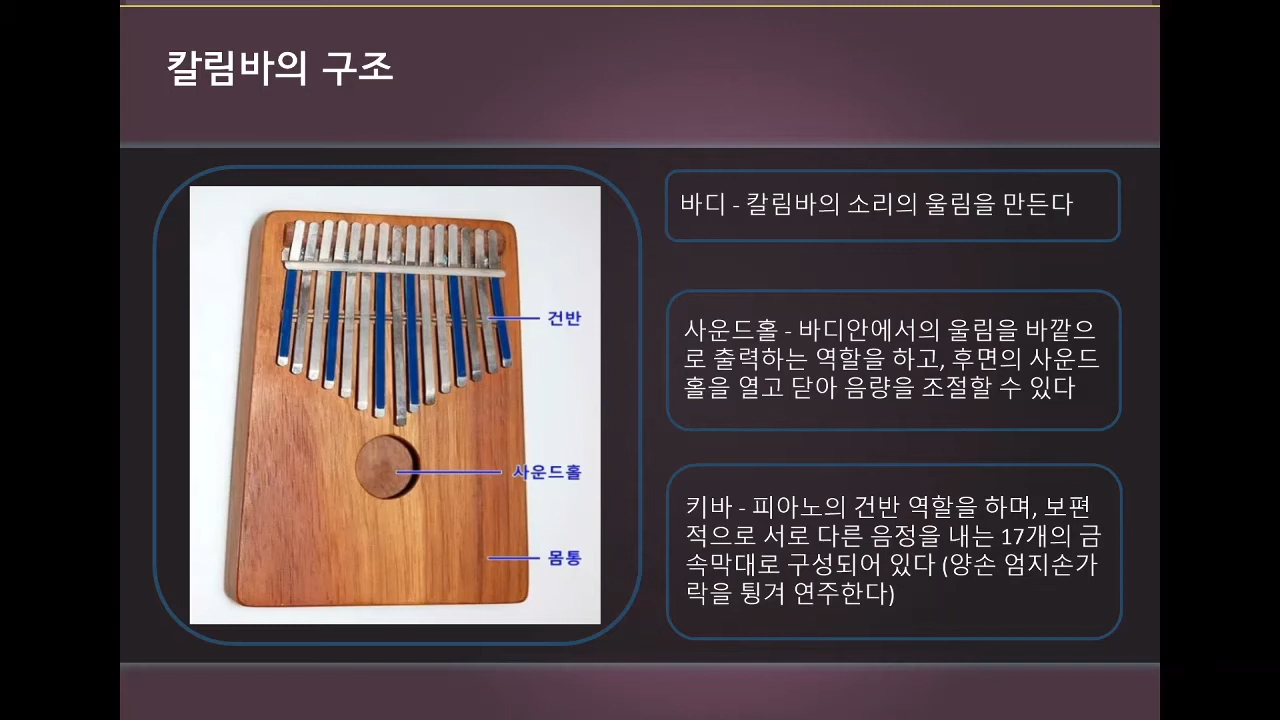 칼림바의 구조
건반
사운드홀
몸통
바디 - 칼림바의 소리의 울림을 만든다
사운드홀 - 바디안에서의 울림을 바깥으
로 출력하는 역할을 하고, 후면의 사운드
홀을 열고 닫아 음량을 조절할 수 있다
키바 - 피아노의 건반 역할을 하며, 보편
적으로 서로 다른 음정을 내는 17개의 금
속막대로 구성되어 있다 (양손 엄지손가
락을 튕겨 연주한다)